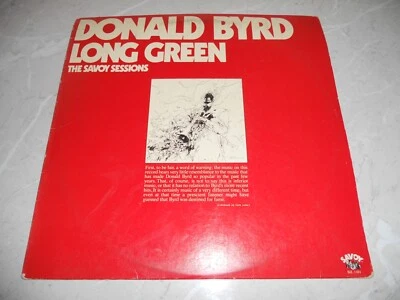 DONALD BYRD
LONG GREEN
THE SAVOY SESSIONS
First, to be fair, a word of warning: the music on this
record bears very little resemblance to the music that
has made Donald Byrd so popular in the past few
years. That, of course, is not to say that is inferior
music, or that it has no relation to Byrd's more recent
hits. It is certainly music of a very different time, but
even at that time a prescient listener might have
guessed that Byrd was destined for fame.
SAVOY